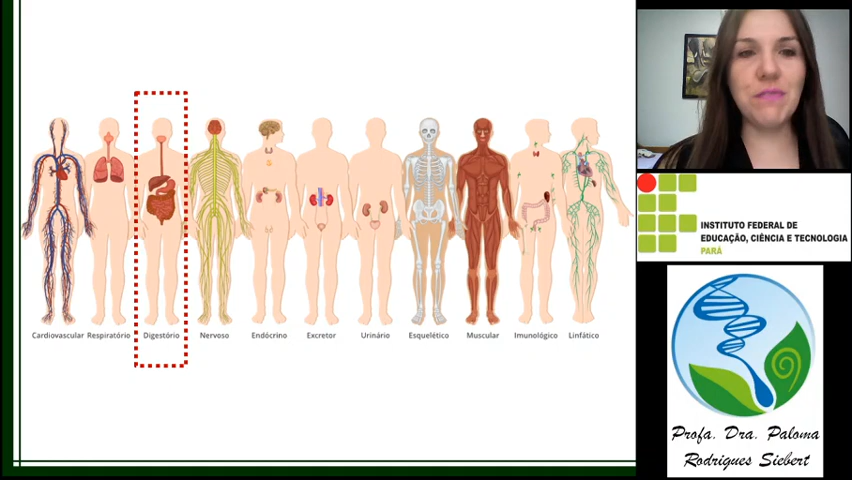 Cardiovascular Respiratório Digestório Nervoso Endócrino Excretor Urinário Esquelético Muscular Imunológico Linfático
INSTITUTO FEDERAL DE
EDUCAÇÃO, CIÊNCIA E TECNOLOGIA
PARÁ
Profa. Dra. Paloma
Rodrigues Siebert